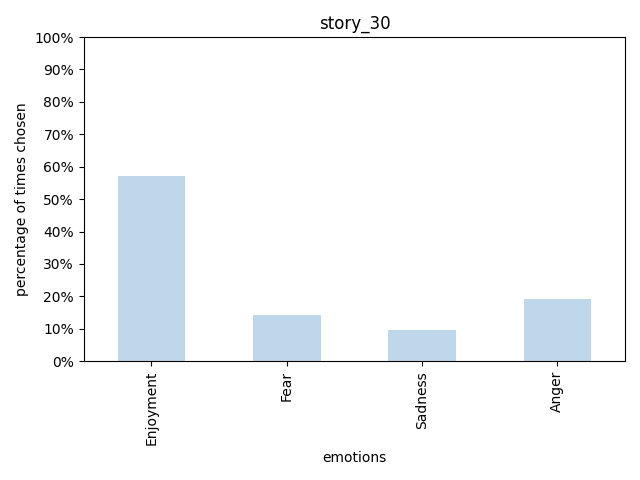 story_30
100%
90%
80%
70%
60%
50%
40%
30%
20%
10%
0%
percentage of times chosen
Enjoyment
Fear
Sadness
Anger
emotions